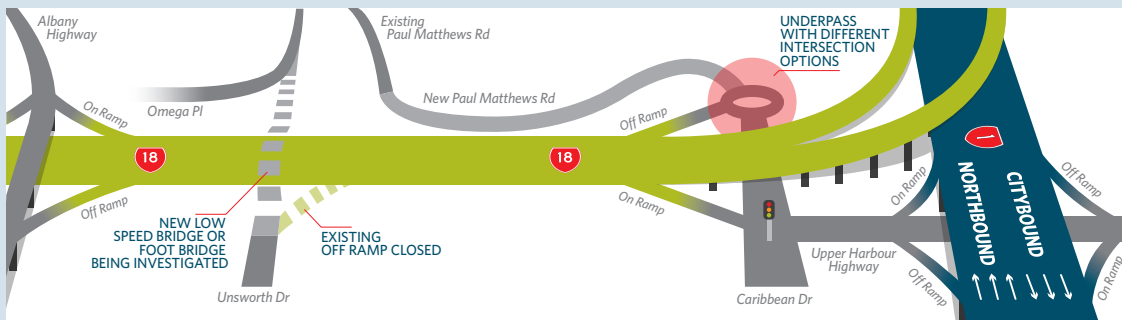 Albany
Highway
On Ramp
Omega Pl
Existing
Paul Matthews Rd
New Paul Matthews Rd
UNDERPASS
WITH DIFFERENT
INTERSECTION
OPTIONS
Off Ramp
18
18
Off Ramp
NEW LOW
SPEED BRIDGE OR
FOOT BRIDGE
BEING INVESTIGATED
EXISTING
OFF RAMP CLOSED
Unsworth Dr
On Ramp
Caribbean Dr
Upper Harbour
Highway
On Ramp
Off Ramp
1
NORTHBOUND
CITYBOUND
Off Ramp
On Ramp